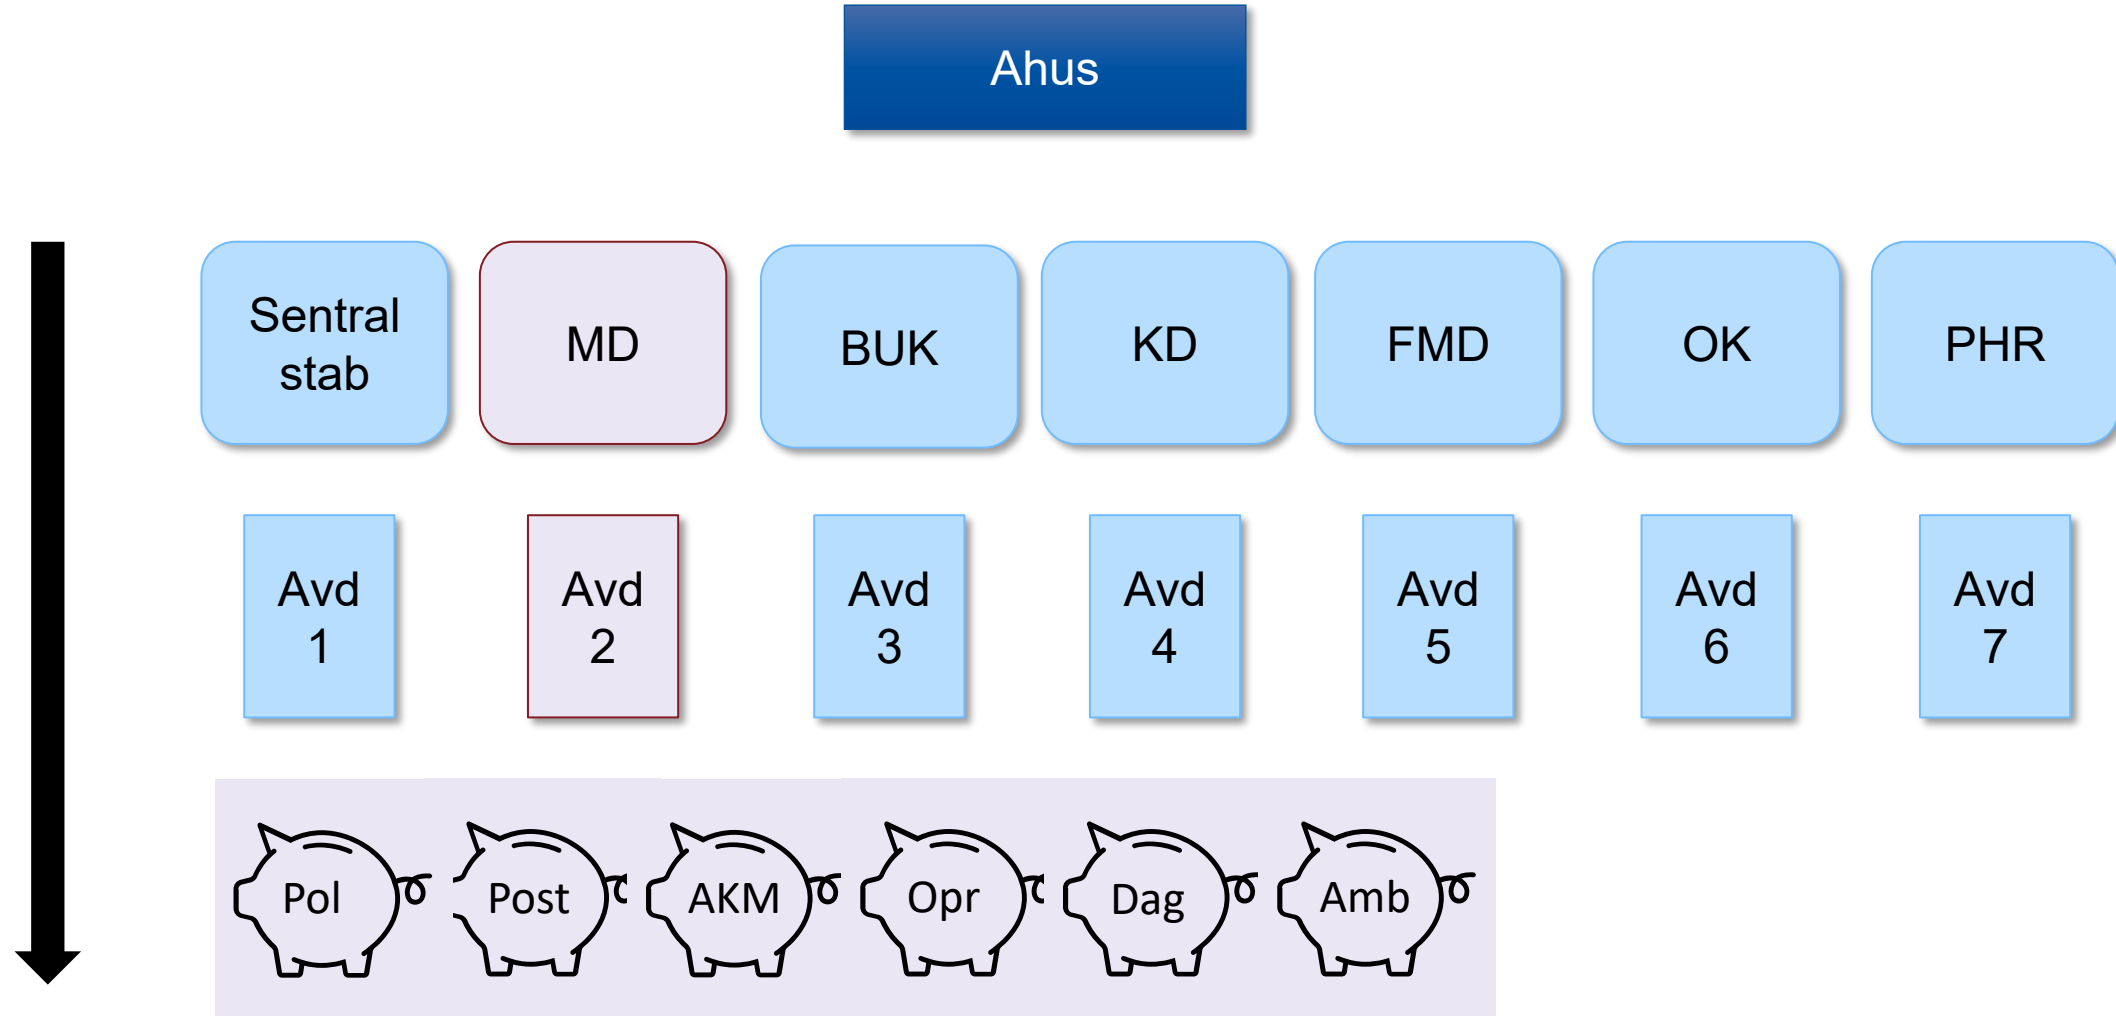 Ahus
Sentral
stab
MD
BUK
KD
FMD
OK
PHR
Avd
1
Avd
2
Avd
3
Avd
4
Avd
5
Avd
6
Avd
7
Pol
Post
AKM
Opr
Dag
Amb